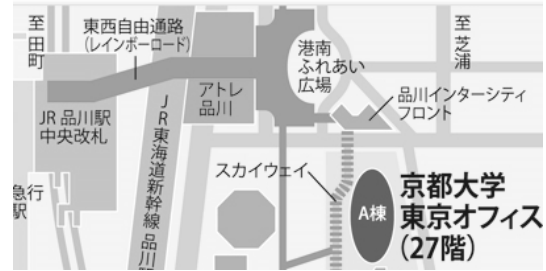 至田町
東西自由通路
(レインボーロード)
港南
ふれあい
広場
至芝浦
アトレ
品川
品川インターシティ
フロント
JR 品川駅
中央改札
JR東海道新幹線 品川
スカイウェイ
急行
駅
A棟
京都大学
東京オフィス
(27階)